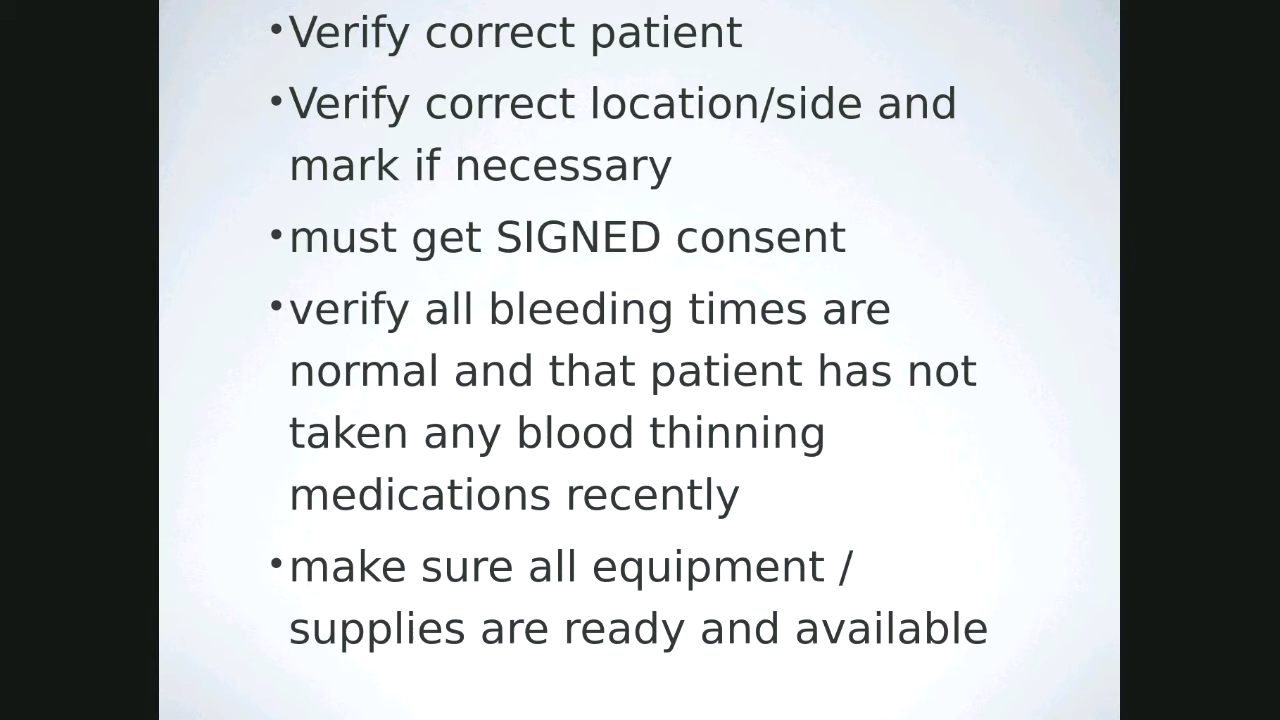 •Verify correct patient
•Verify correct location/side and
mark if necessary
•must get SIGNED consent
•verify all bleeding times are
normal and that patient has not
taken any blood thinning
medications recently
•make sure all equipment /
supplies are ready and available